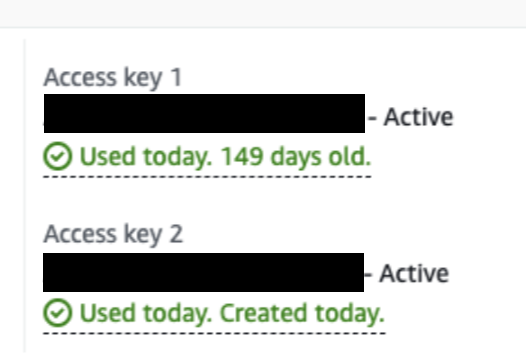 Access key 1
- Active
Used today. 149 days old.
Access key 2
- Active
Used today. Created today.